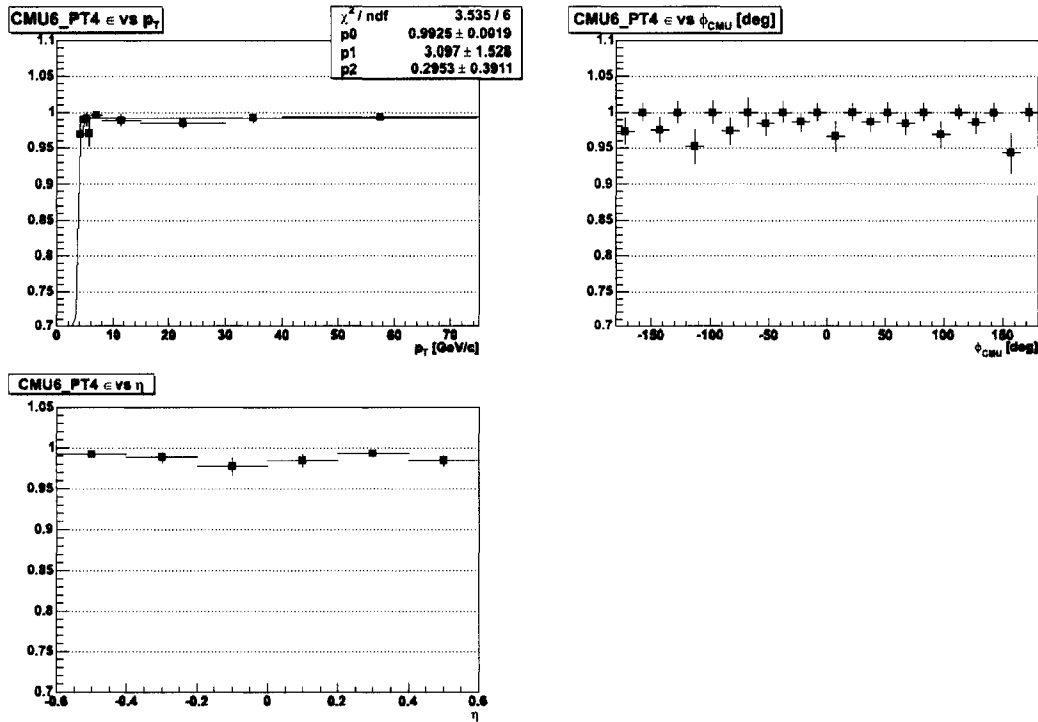 CMU6_PT4 ∈ vs p_T
χ² / ndf 3.535 / 6
p0 0.9925 ± 0.0019
p1 3.097 ± 1.528
p2 0.2953 ± 0.3911
1.1
1.05
1
0.95
0.9
0.85
0.8
0.75
0.7
0 10 20 30 40 50 60 70
p_T [GeV/c]
CMU6_PT4 ∈ vs ϕ_CMU [deg]
1.1
1.05
1
0.95
0.9
0.85
0.8
0.75
0.7
-150 -100 -50 0 50 100 150
ϕ_CMU [deg]
CMU6_PT4 ∈ vs η
1.05
1
0.95
0.9
0.85
0.8
0.75
0.7
-0.6 -0.4 -0.2 0 0.2 0.4 0.6
η